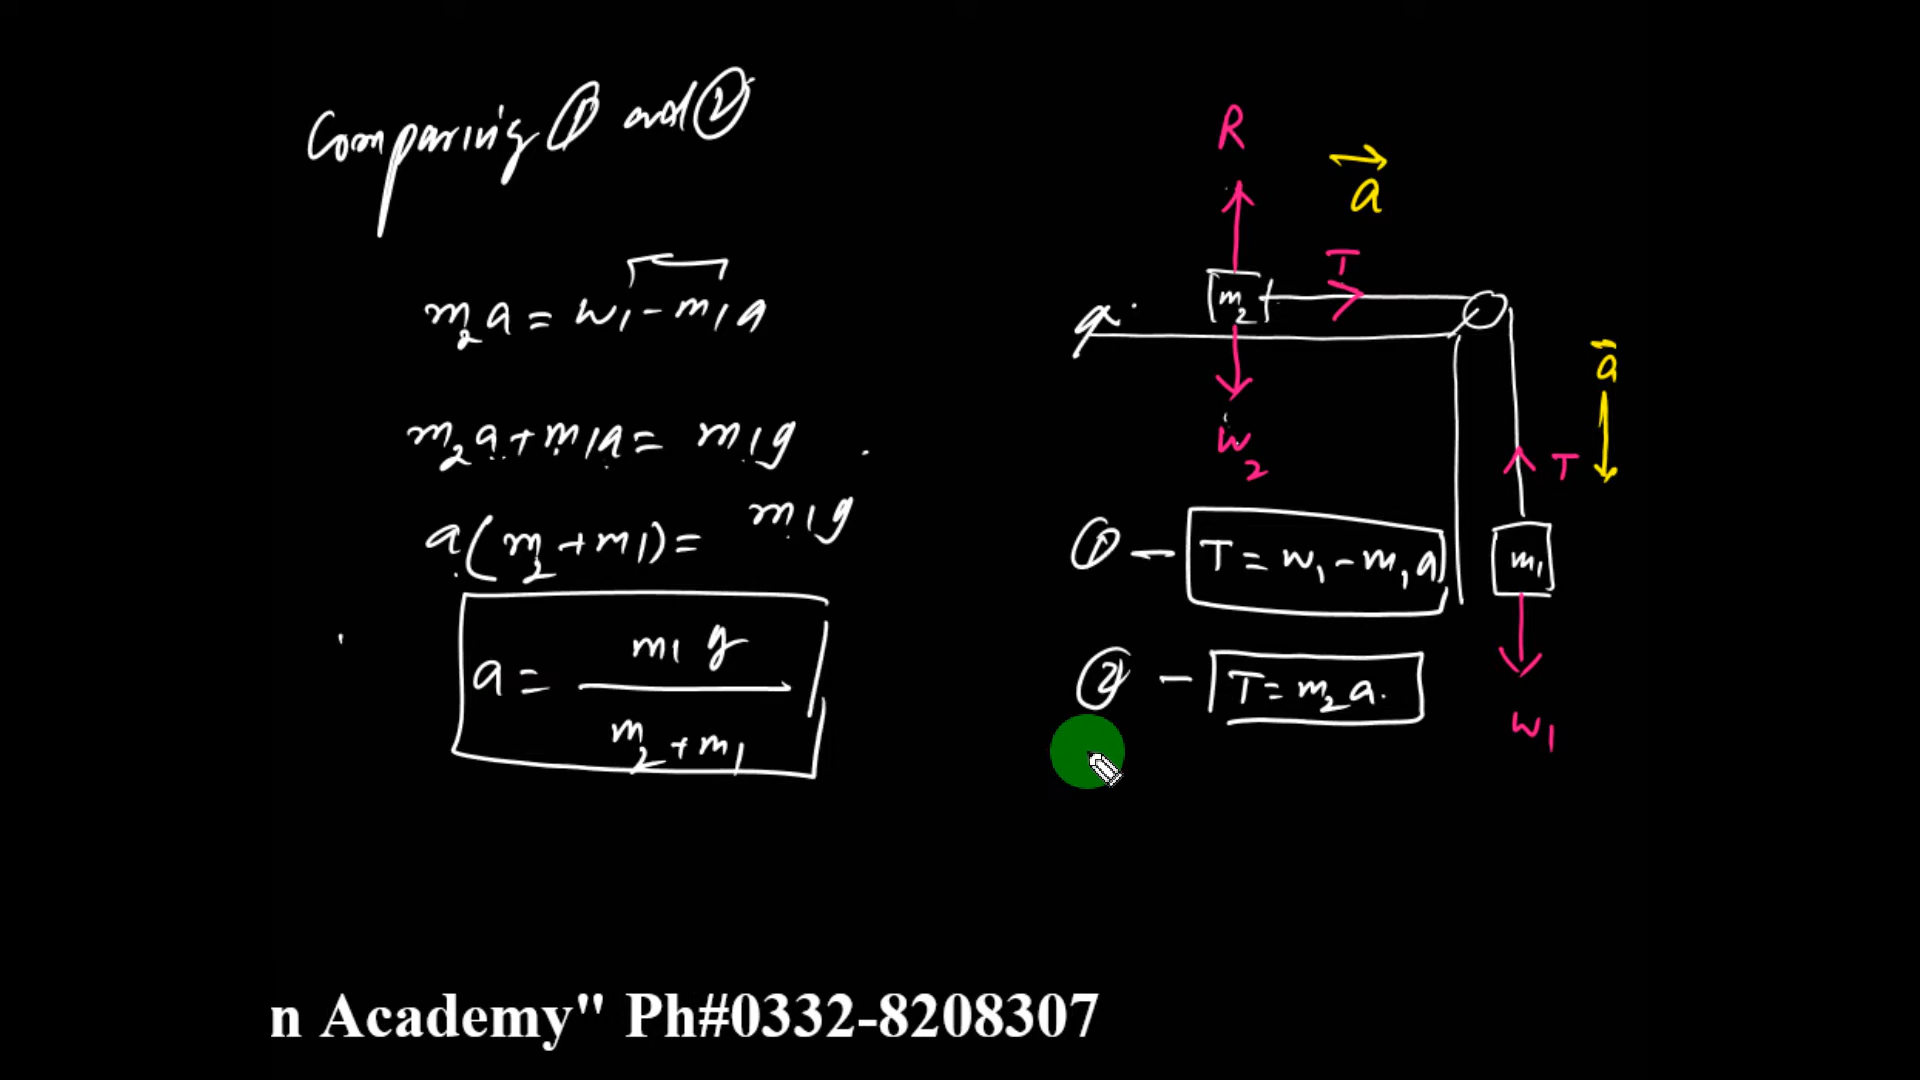 Comparing ① and ②
m₂a = w₁ - m₁a
m₂a + m₁a = m₁g
a(m₂ + m₁) = m₁g
a = m₁g / m₂ + m₁
R
a
T
m₂
w₂
a
T
① - T = w₁ - m₁a
m₁
② - T = m₂a.
w₁
n Academy" Ph#0332-8208307